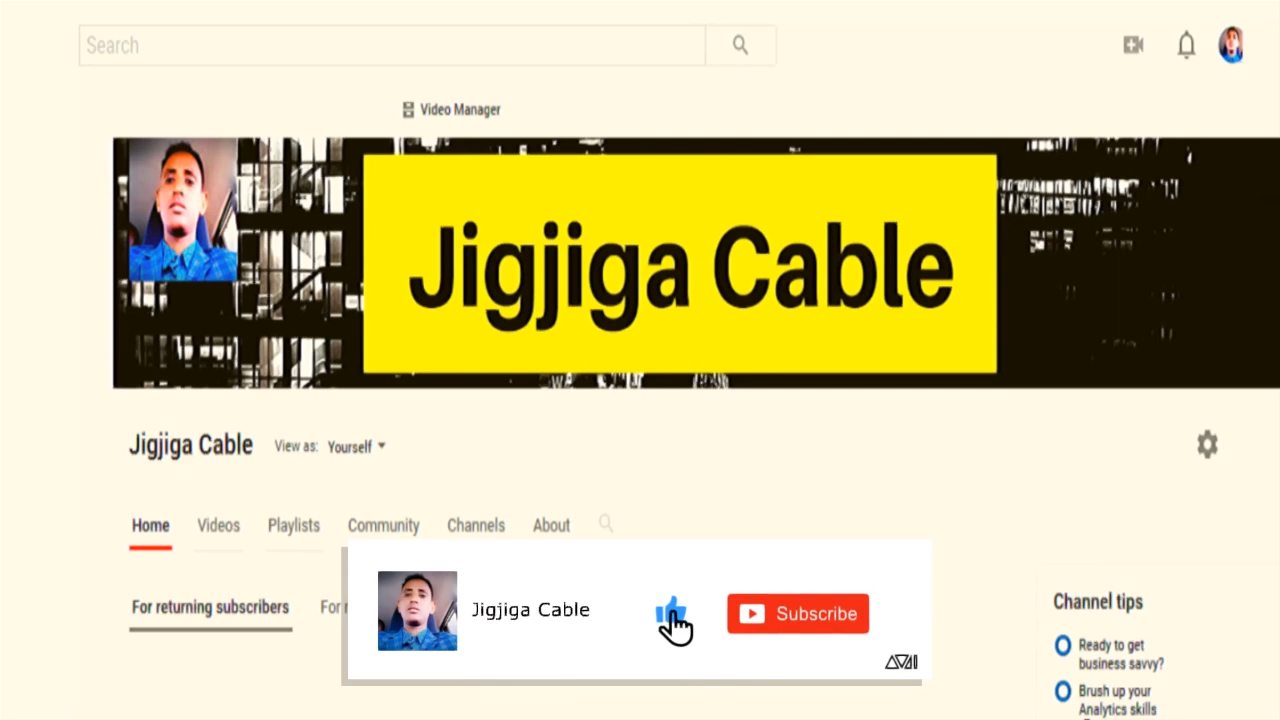 Search
Video Manager
Jigjiga Cable
Jigjiga Cable
View as: Yourself
Home Videos Playlists Community Channels About
For returning subscribers For
Jigjiga Cable
Subscribe
Channel tips
Ready to get
business savvy?
Brush up your
Analytics skills